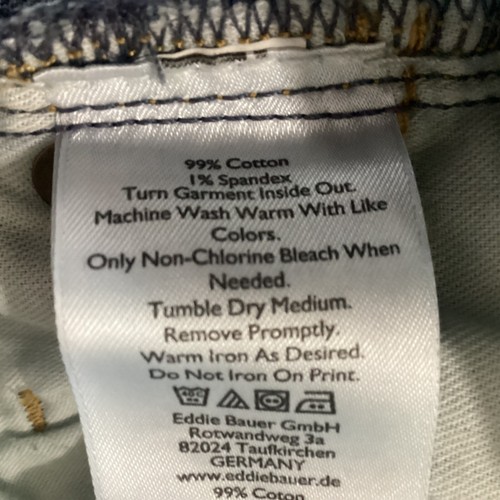 99% Cotton
1% Spandex
Turn Garment Inside Out.
Machine Wash Warm With Like
Colors.
Only Non-Chlorine Bleach When
Needed.
Tumble Dry Medium.
Remove Promptly.
Warm Iron As Desired.
Do Not Iron On Print.
40C
Eddie Bauer GmbH
Rotwandweg 3a
82024 Taufkirchen
GERMANY
www.eddiebauer.de
99% Coton